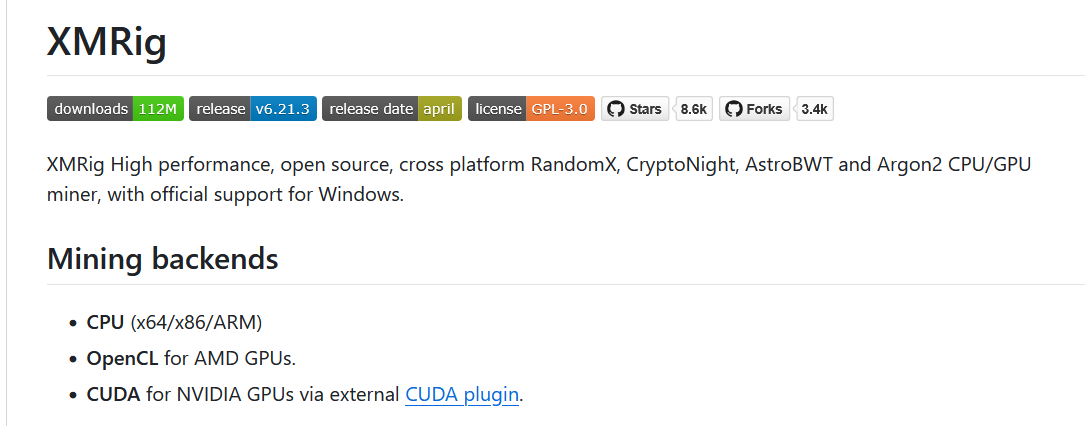 XMRig
downloads 112M release v6.21.3 release date april license GPL-3.0 Stars 8.6k Forks 3.4k
XMRig High performance, open source, cross platform RandomX, CryptoNight, AstroBWT and Argon2 CPU/GPU
miner, with official support for Windows.
Mining backends
• CPU (x64/x86/ARM)
• OpenCL for AMD GPUs.
• CUDA for NVIDIA GPUs via external CUDA plugin.